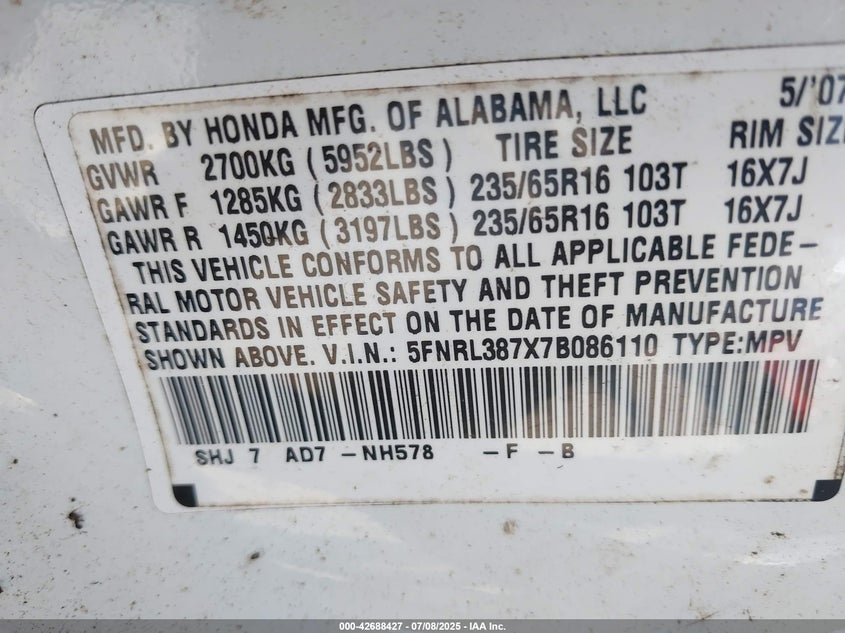 MFD. BY HONDA MFG. OF ALABAMA, LLC 5/'07
GVWR 2700KG (5952LBS) TIRE SIZE RIM SIZE
GAWR F 1285KG (2833LBS) 235/65R16 103T 16X7J
GAWR R 1450KG (3197LBS) 235/65R16 103T 16X7J
THIS VEHICLE CONFORMS TO ALL APPLICABLE FEDE-
RAL MOTOR VEHICLE SAFETY AND THEFT PREVENTION
STANDARDS IN EFFECT ON THE DATE OF MANUFACTURE
SHOWN ABOVE. V.I.N.: 5FNRL387X7B086110 TYPE:MPV
SHJ 7 AD7 -NH578 -F -B
000-42688427 - 07/08/2025 - IAA Inc.